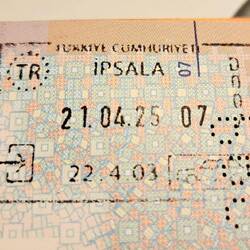 TÜRKİYE CUMHURİYETİ
TR İPSALA 07
21.04.25 07
22.4.03